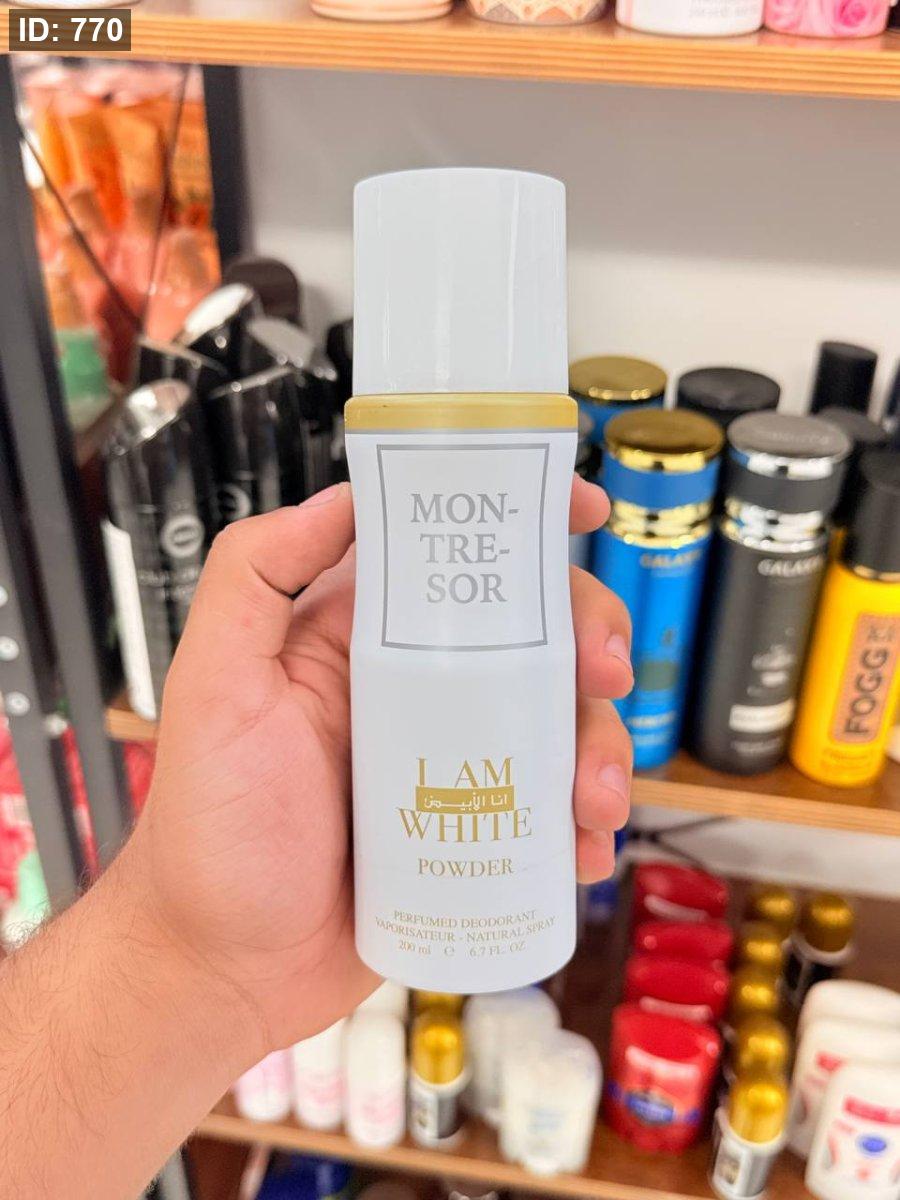 ID: 770
MON-
TRE-
SOR
I AM
انا الأبيض
WHITE
POWDER
PERFUMED DEODORANT
VAPORISATEUR - NATURAL SPRAY
200 ml ℮ 6.7 FL. OZ
GALAXY
GALAXY
FOGG